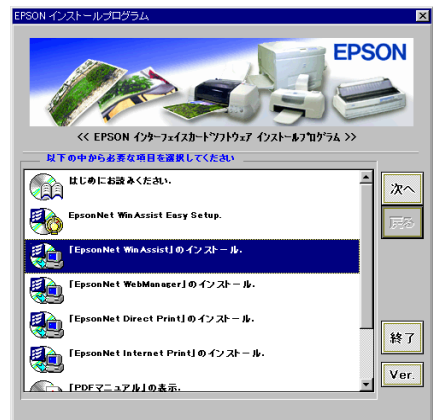 EPSON インストールプログラム
EPSON
<< EPSON インターフェイスカードソフトウェア インストールプログラム >>
以下の中から必要な項目を選択してください
はじめにお読みください.
EpsonNet WinAssist Easy Setup.
「EpsonNet WinAssist」のインストール.
「EpsonNet WebManager」のインストール.
「EpsonNet Direct Print」のインストール.
「EpsonNet Internet Print」のインストール.
「PDFマニュアル」の表示.
次へ
戻る
終了
Ver.